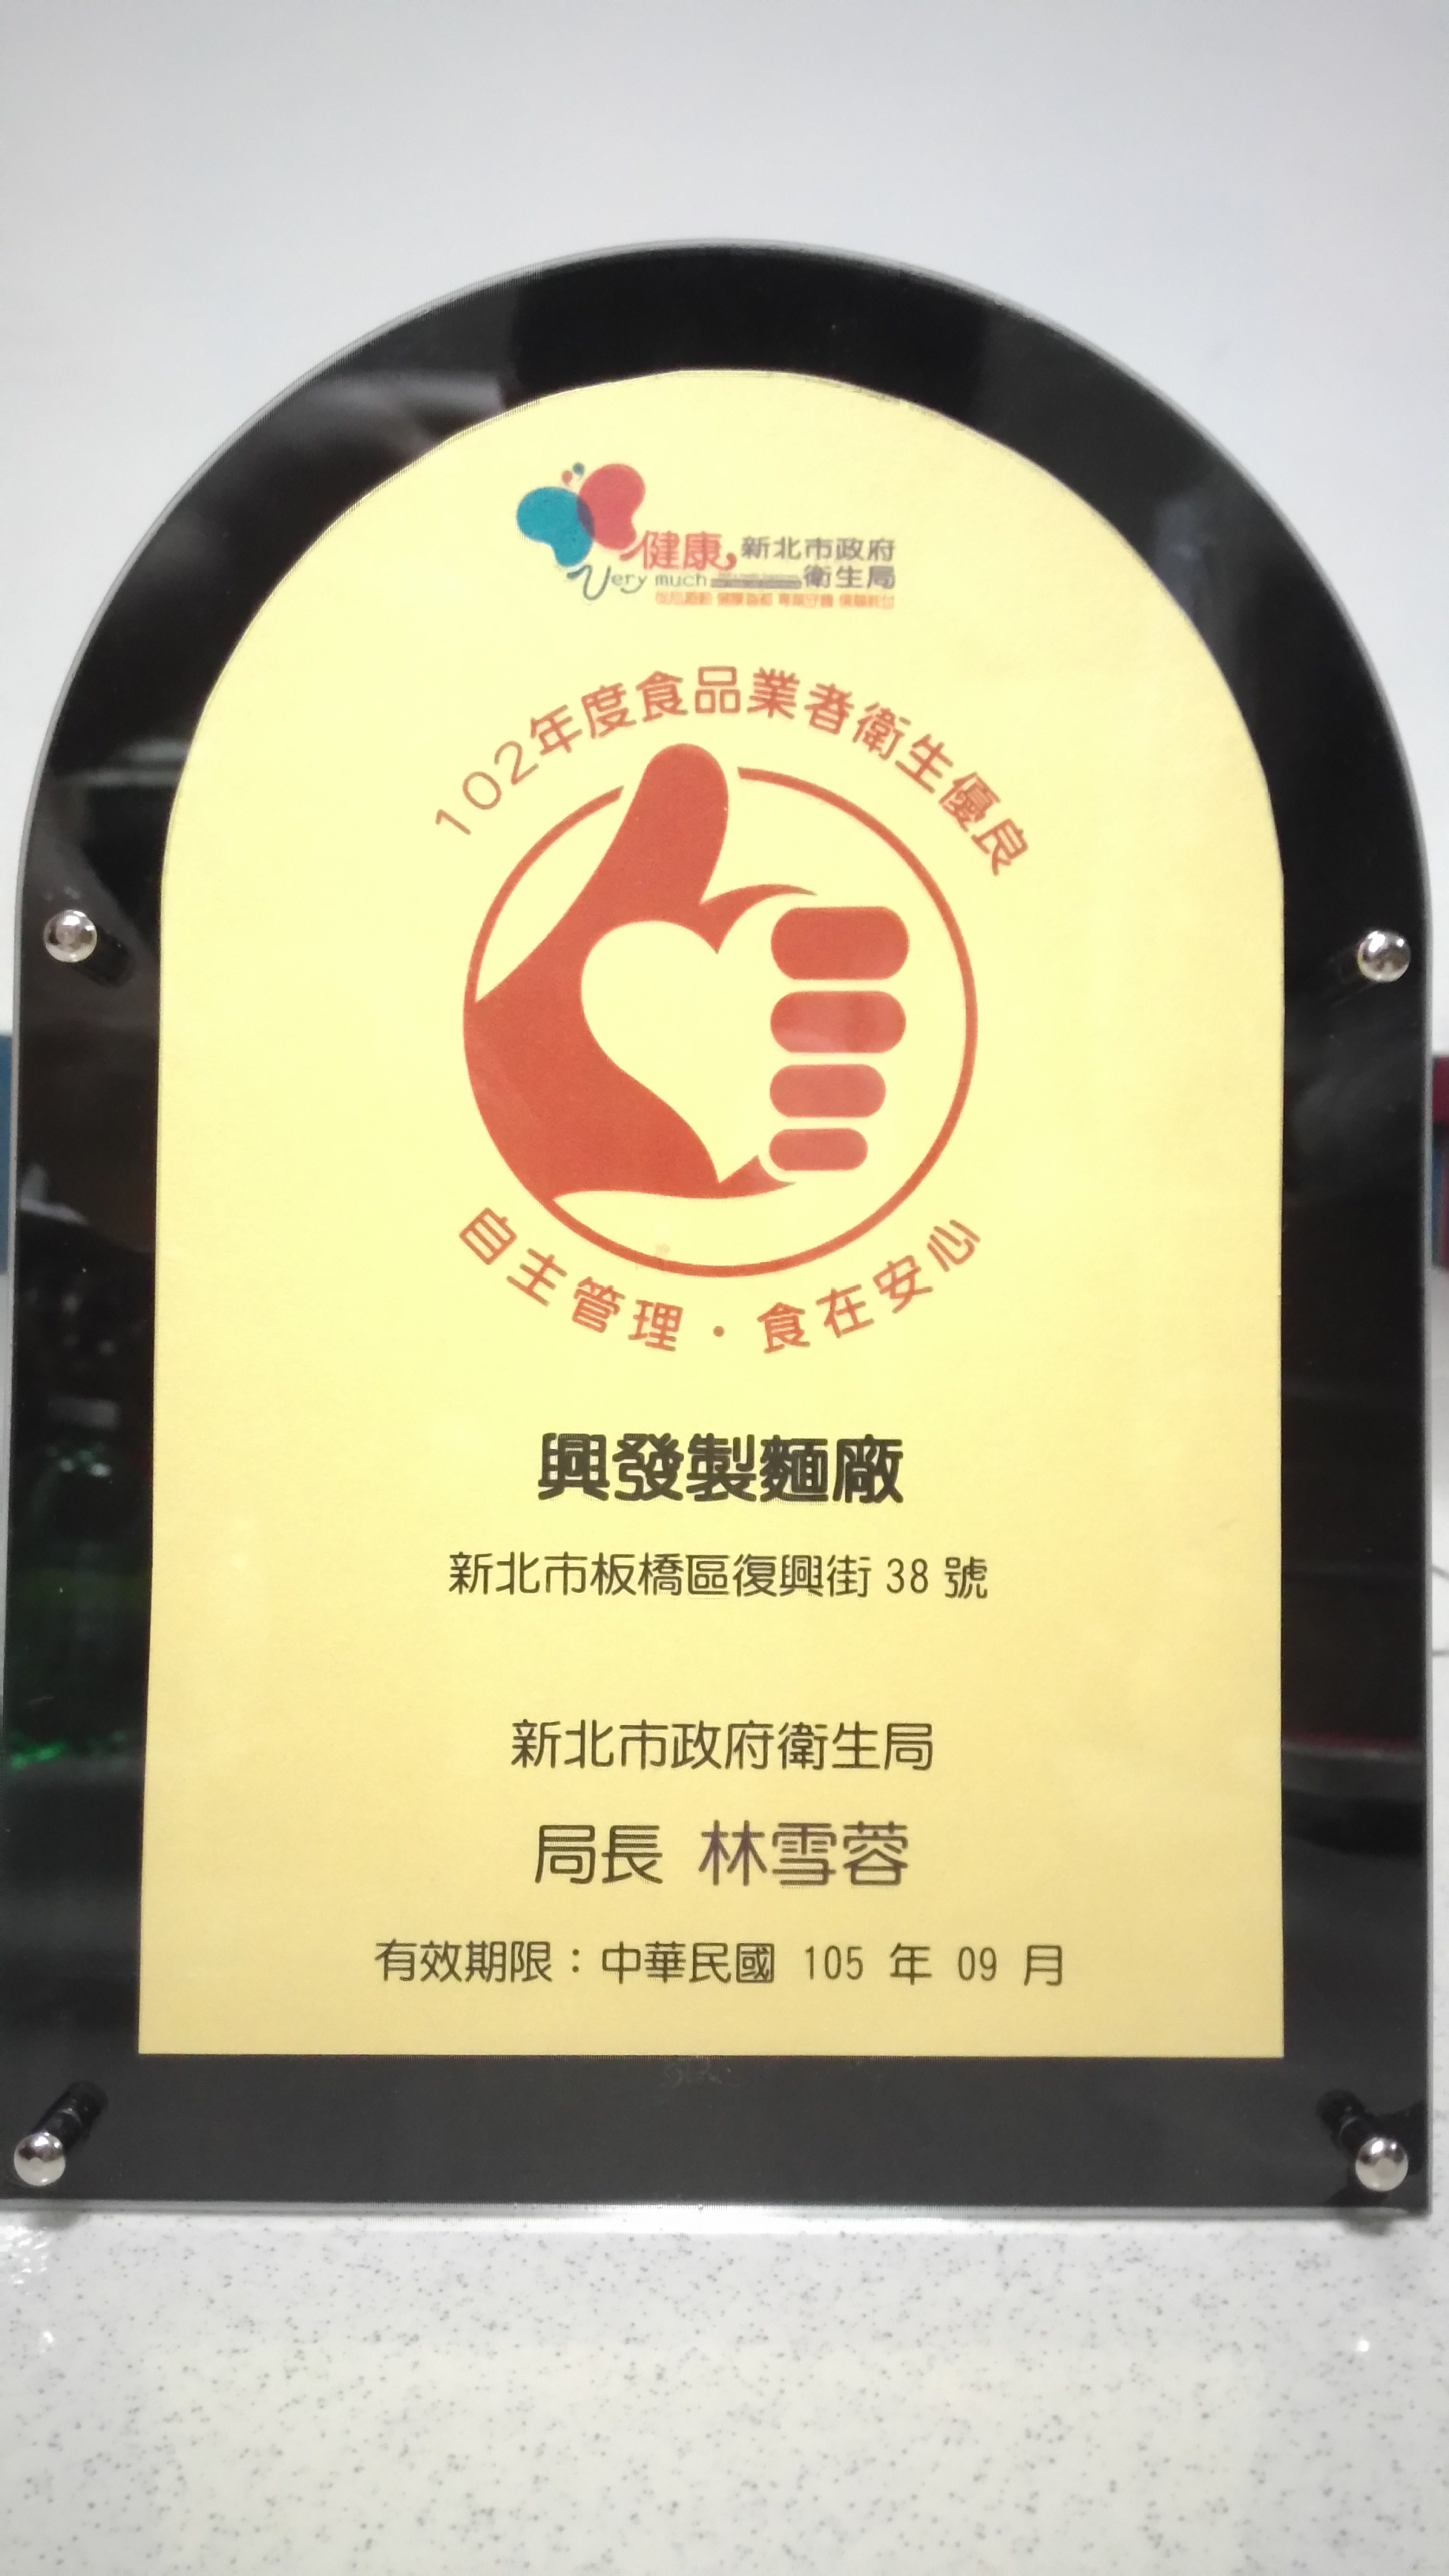 健康, 新北市政府
Very much 衛生局
102年度食品業者衛生優良
自主管理・食在安心
興發製麵廠
新北市板橋區復興街 38 號
新北市政府衛生局
局長 林雪蓉
有效期限：中華民國 105 年 09 月